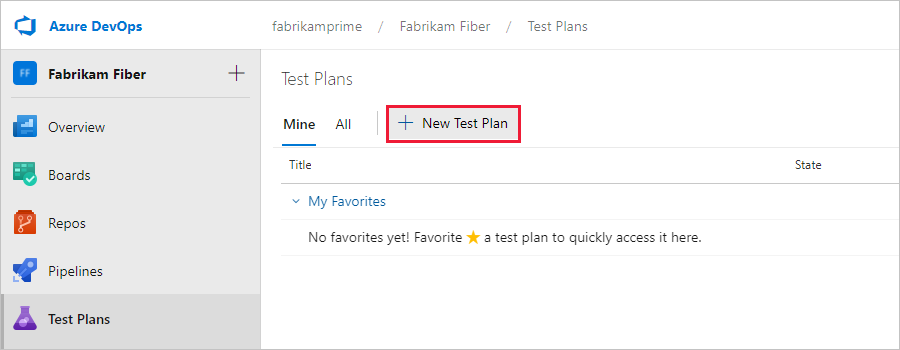 Azure DevOps
fabrikamprime / Fabrikam Fiber / Test Plans
FF Fabrikam Fiber
Overview
Boards
Repos
Pipelines
Test Plans
Test Plans
Mine All + New Test Plan
Title State
My Favorites
No favorites yet! Favorite ⭐ a test plan to quickly access it here.